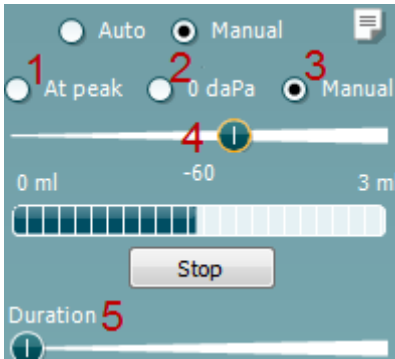 Auto Manual
1 2 3
At peak 0 daPa Manual
4
-60
0 ml 3 m
Stop
Duration 5